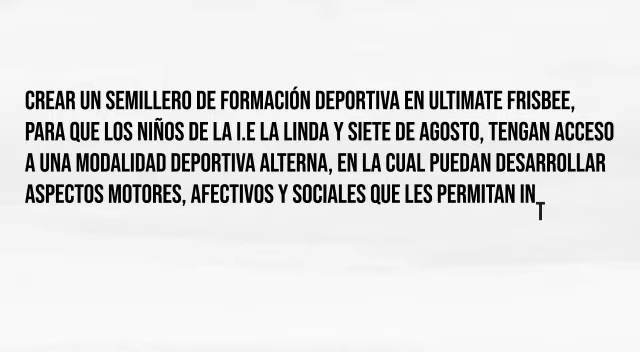 CREAR UN SEMILLERO DE FORMACIÓN DEPORTIVA EN ULTIMATE FRISBEE,
PARA QUE LOS NIÑOS DE LA I.E LA LINDA Y SIETE DE AGOSTO, TENGAN ACCESO
A UNA MODALIDAD DEPORTIVA ALTERNA, EN LA CUAL PUEDAN DESARROLLAR
ASPECTOS MOTORES, AFECTIVOS Y SOCIALES QUE LES PERMITAN INT